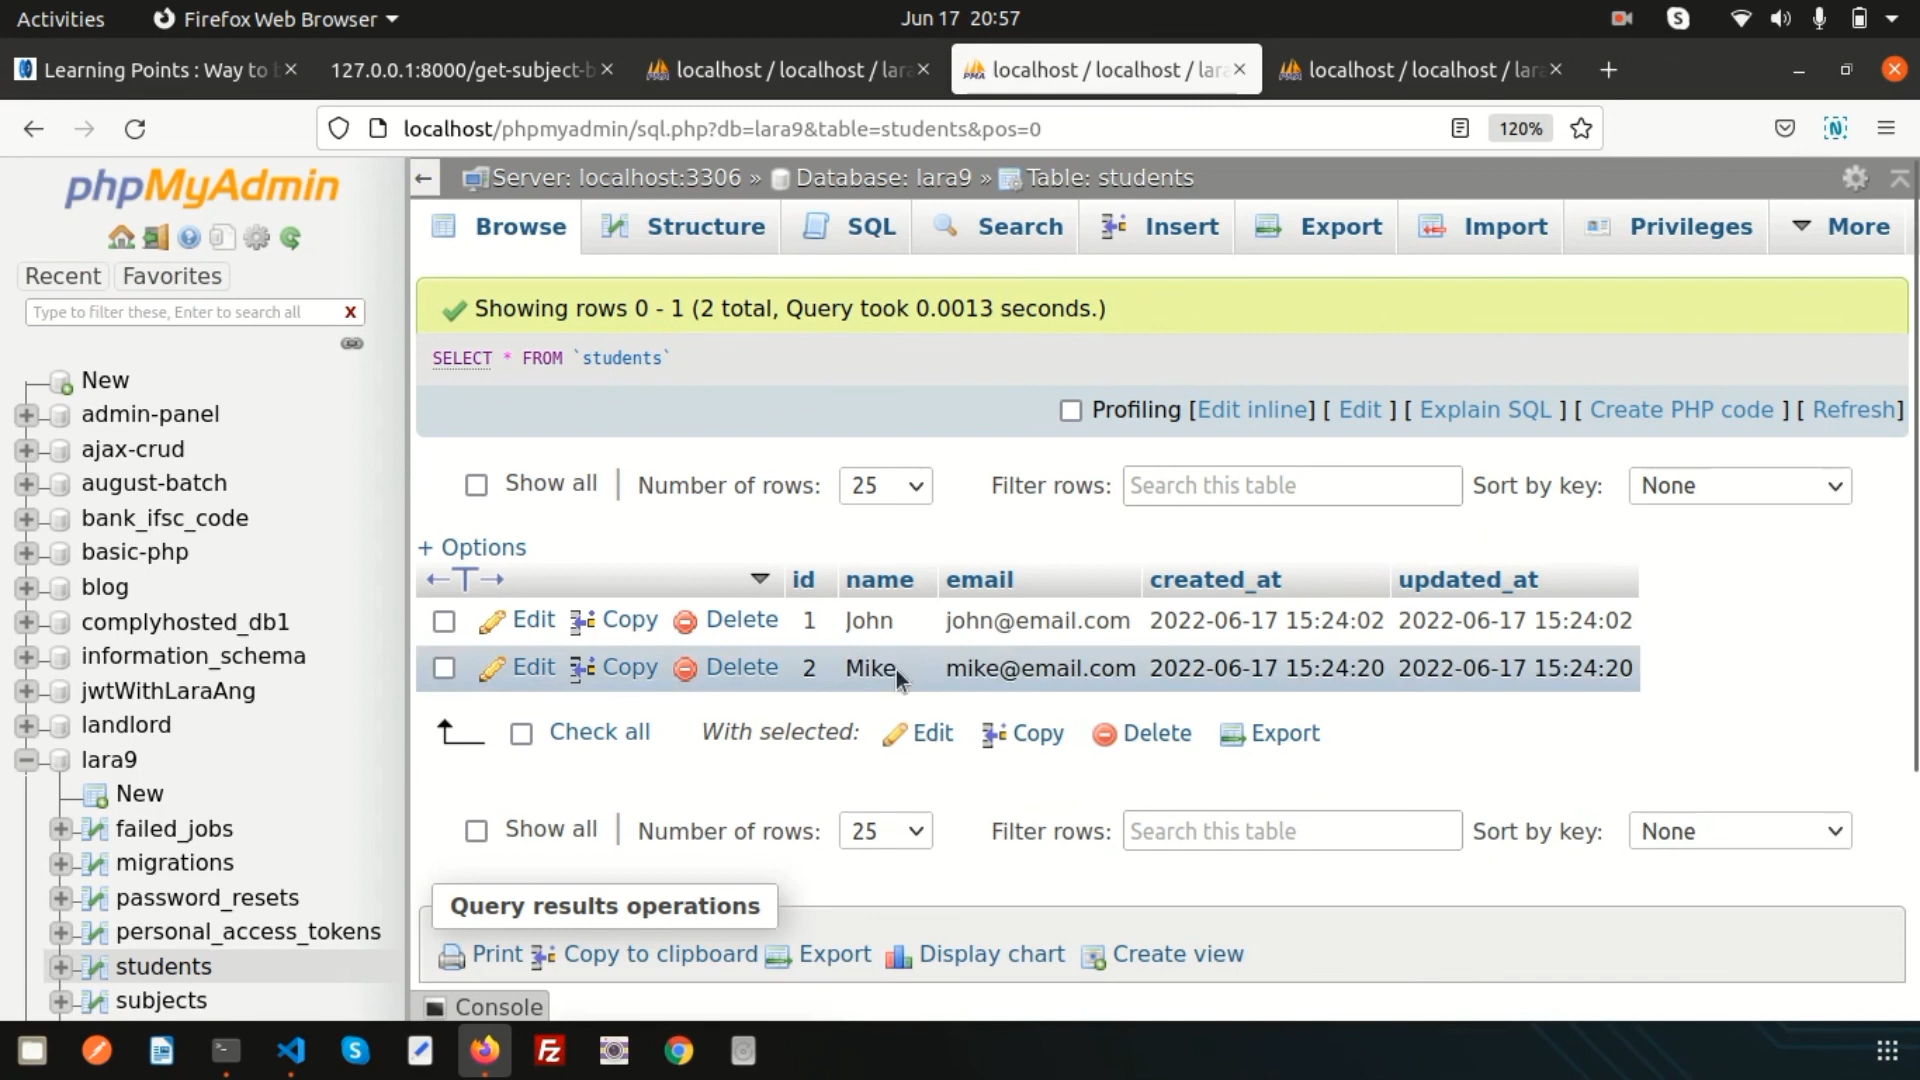 Activities Firefox Web Browser Jun 17 20:57
Learning Points : Way to 127.0.0.1:8000/get-subject-b localhost / localhost / lara localhost / localhost / lara localhost / localhost / lara
localhost/phpmyadmin/sql.php?db=lara9&table=students&pos=0 120%
phpMyAdmin
Recent Favorites
Type to filter these, Enter to search all X
New
admin-panel
ajax-crud
august-batch
bank_ifsc_code
basic-php
blog
complyhosted_db1
information_schema
jwtWithLaraAng
landlord
lara9
New
failed_jobs
migrations
password_resets
personal_access_tokens
students
subjects
Server: localhost:3306 » Database: lara9 » Table: students
Browse Structure SQL Search Insert Export Import Privileges More
Showing rows 0 - 1 (2 total, Query took 0.0013 seconds.)
SELECT * FROM `students`
Profiling [Edit inline] [ Edit ] [ Explain SQL ] [ Create PHP code ] [ Refresh]
Show all Number of rows: 25 Filter rows: Search this table Sort by key: None
+ Options
←T→ id name email created_at updated_at
Edit Copy Delete 1 John john@email.com 2022-06-17 15:24:02 2022-06-17 15:24:02
Edit Copy Delete 2 Mike mike@email.com 2022-06-17 15:24:20 2022-06-17 15:24:20
Check all With selected: Edit Copy Delete Export
Show all Number of rows: 25 Filter rows: Search this table Sort by key: None
Query results operations
Print Copy to clipboard Export Display chart Create view
Console